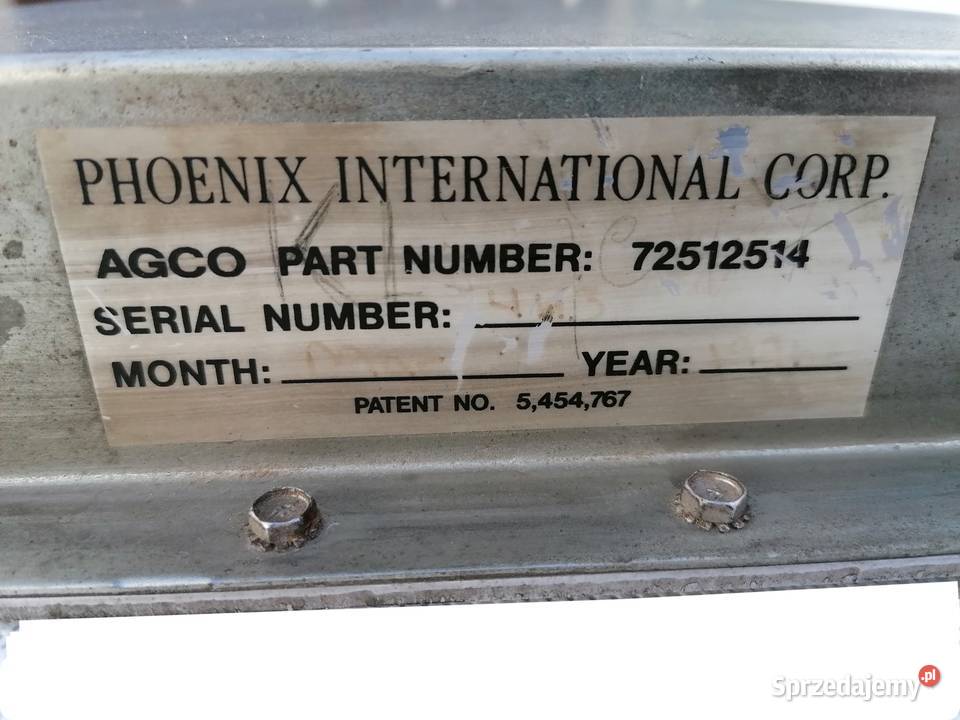 PHOENIX INTERNATIONAL CORP.
AGCO PART NUMBER: 72512514
SERIAL NUMBER:
MONTH: YEAR:
PATENT NO. 5,454,767
Sprzedajemy.pl